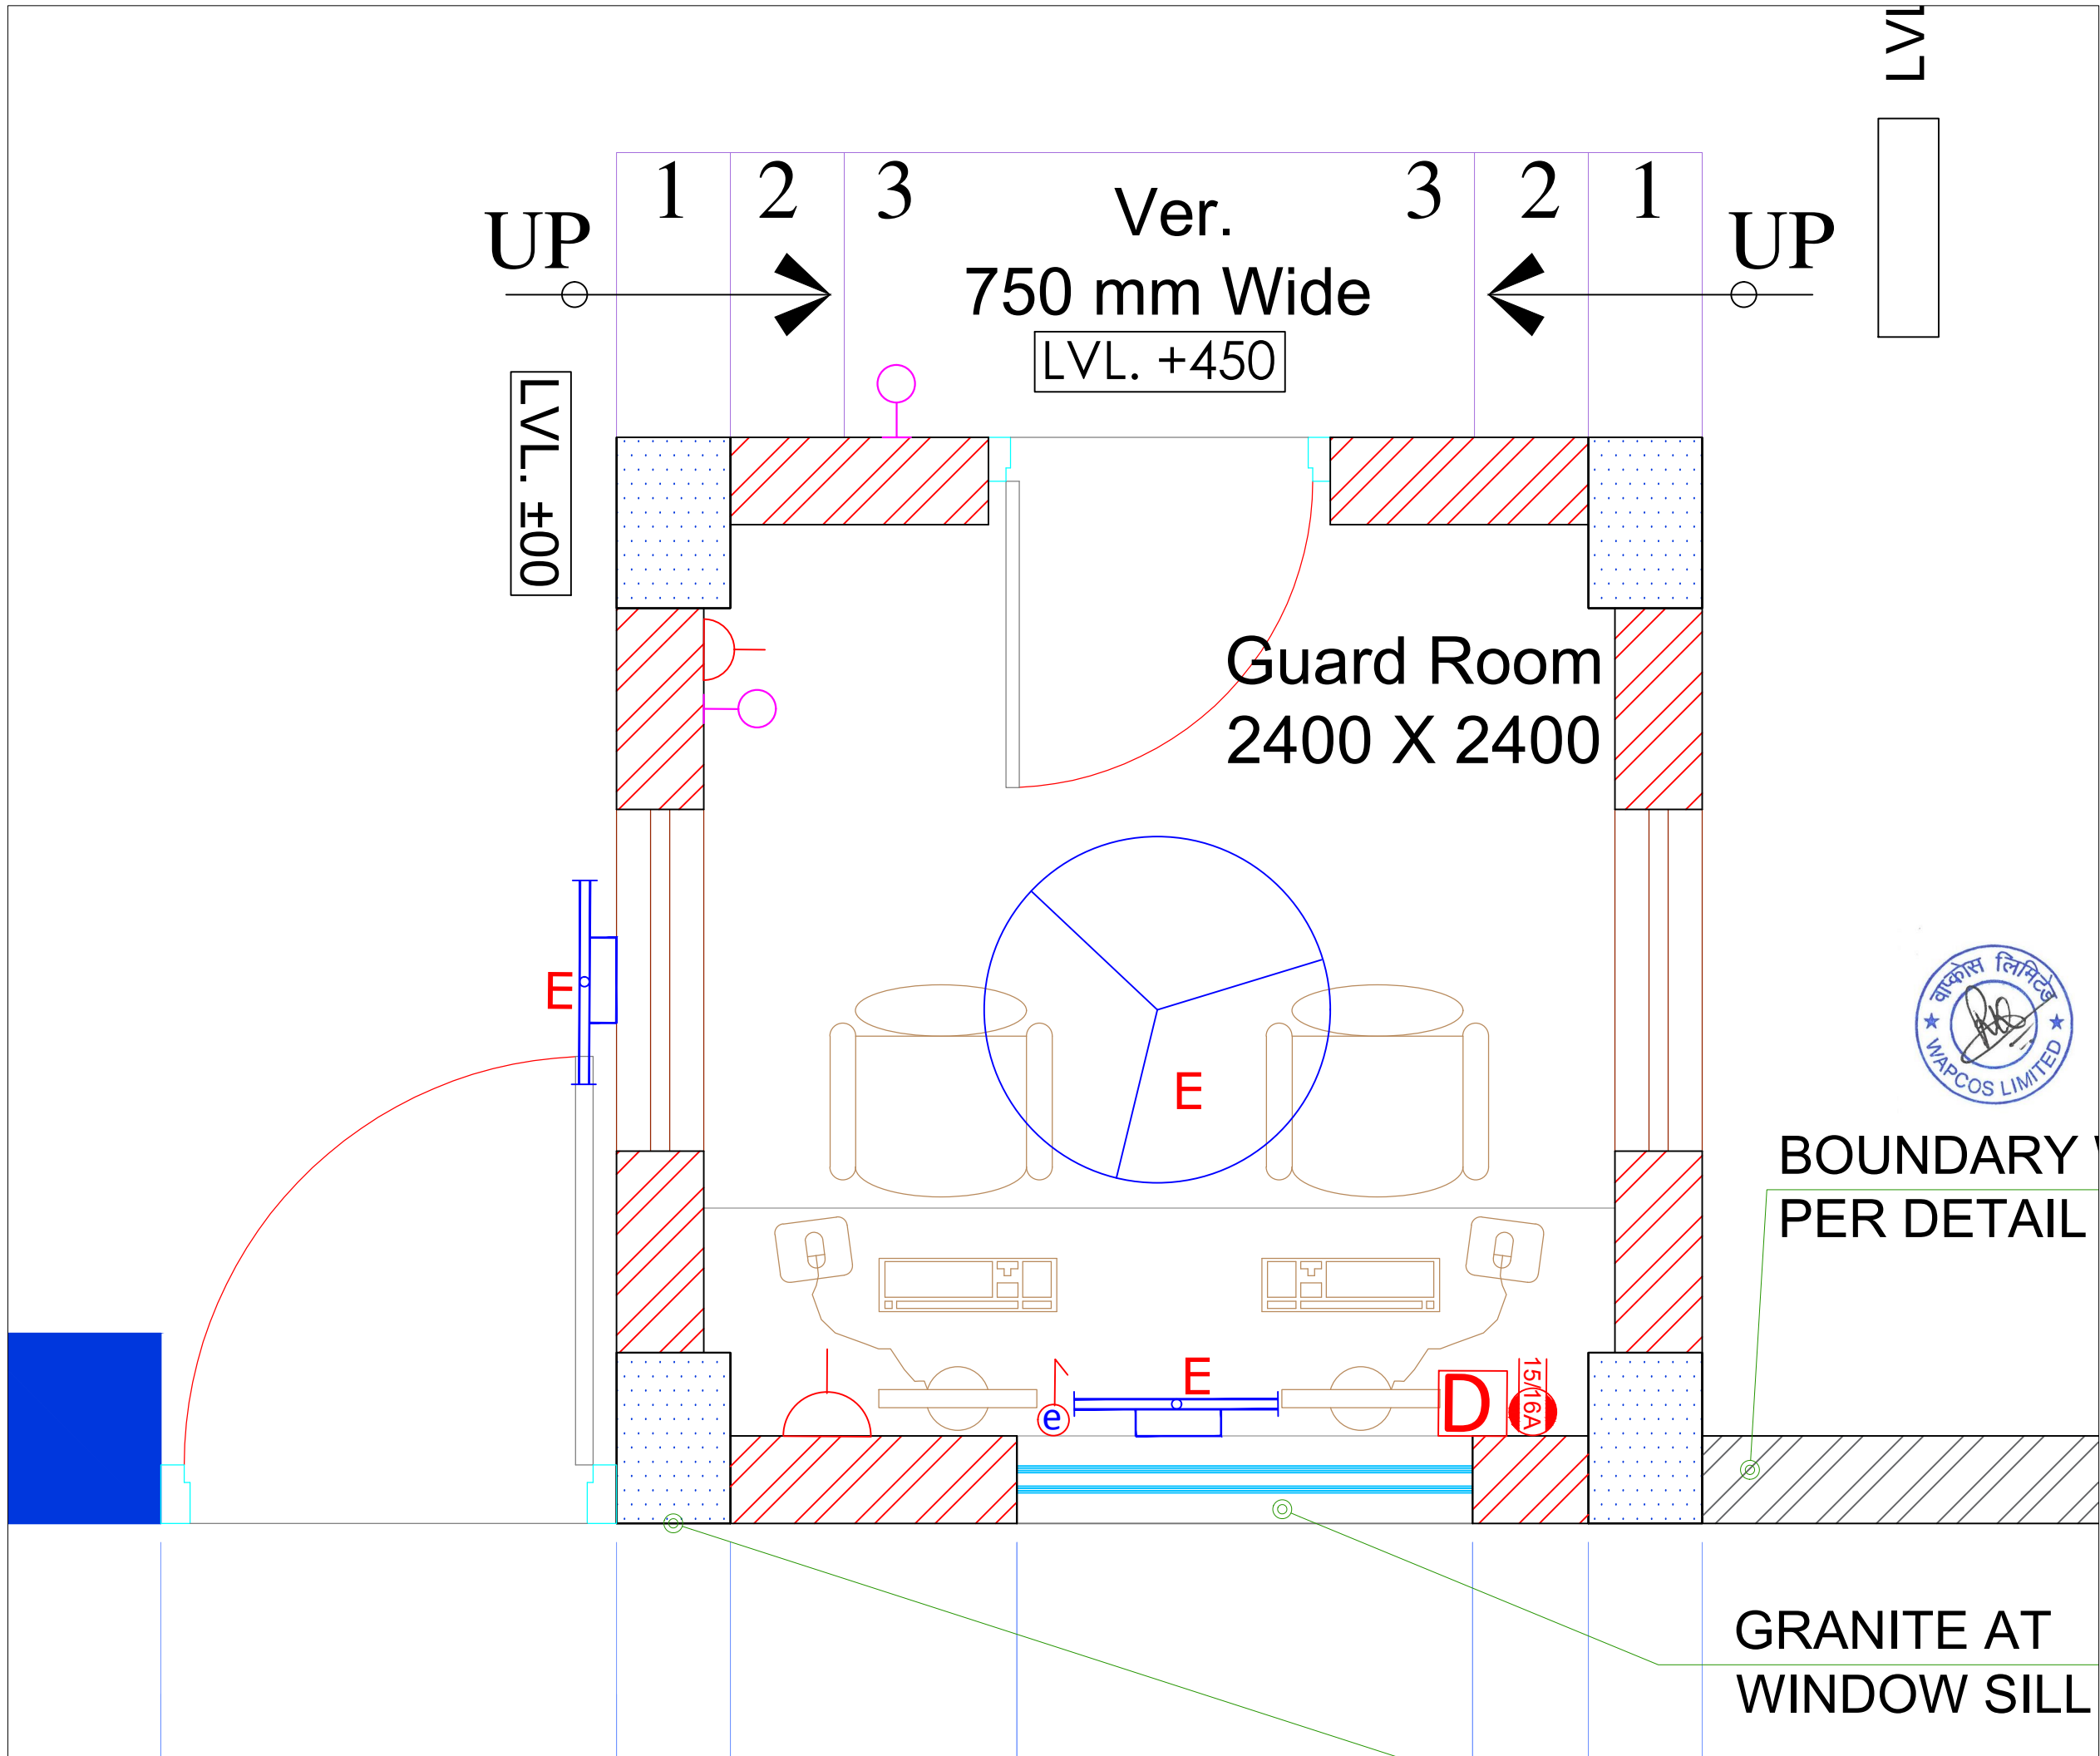 LVL
1
2
3
Ver.
3
2
1
UP
UP
750 mm Wide
LVL. +450
LVL. ±00
Guard Room
2400 X 2400
E
E
वाप्कोस लिमिटेड
WAPCOS LIMITED
BOUNDARY
PER DETAIL
E
D
15/16A
e
GRANITE AT
WINDOW SILL